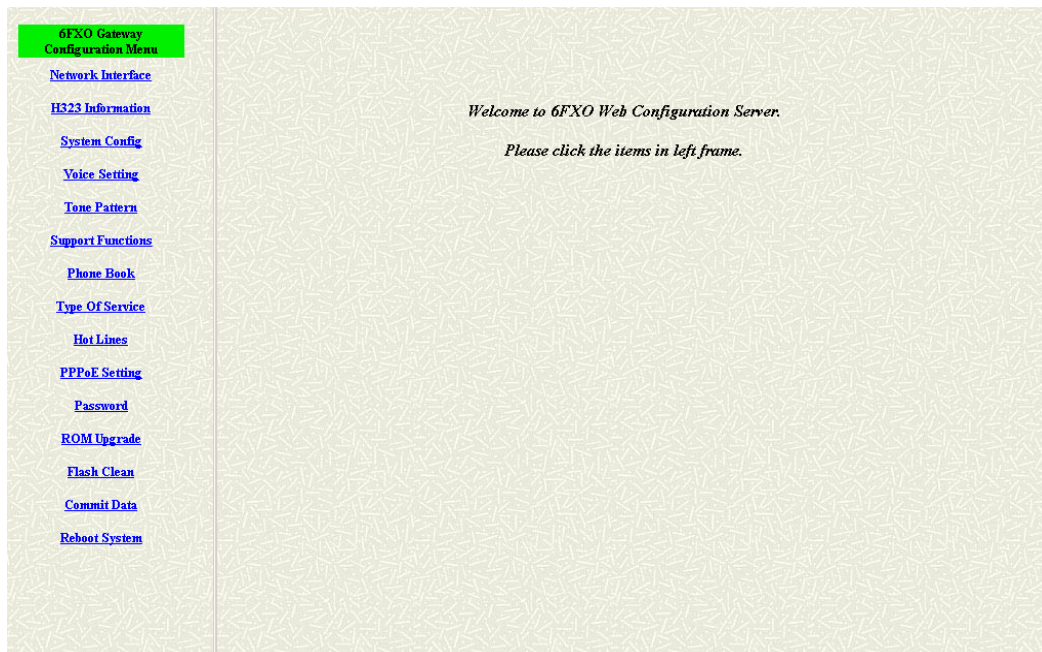 6FXO Gateway
Configuration Menu
Network Interface
H323 Information
System Config
Voice Setting
Tone Pattern
Support Functions
Phone Book
Type Of Service
Hot Lines
PPPoE Setting
Password
ROM Upgrade
Flash Clean
Commit Data
Reboot System
Welcome to 6FXO Web Configuration Server.
Please click the items in left frame.